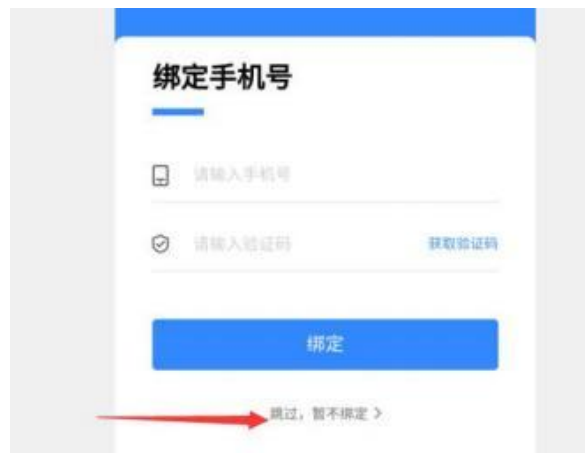 绑定手机号
请输入手机号
请输入验证码 获取验证码
绑定
跳过，暂不绑定 >